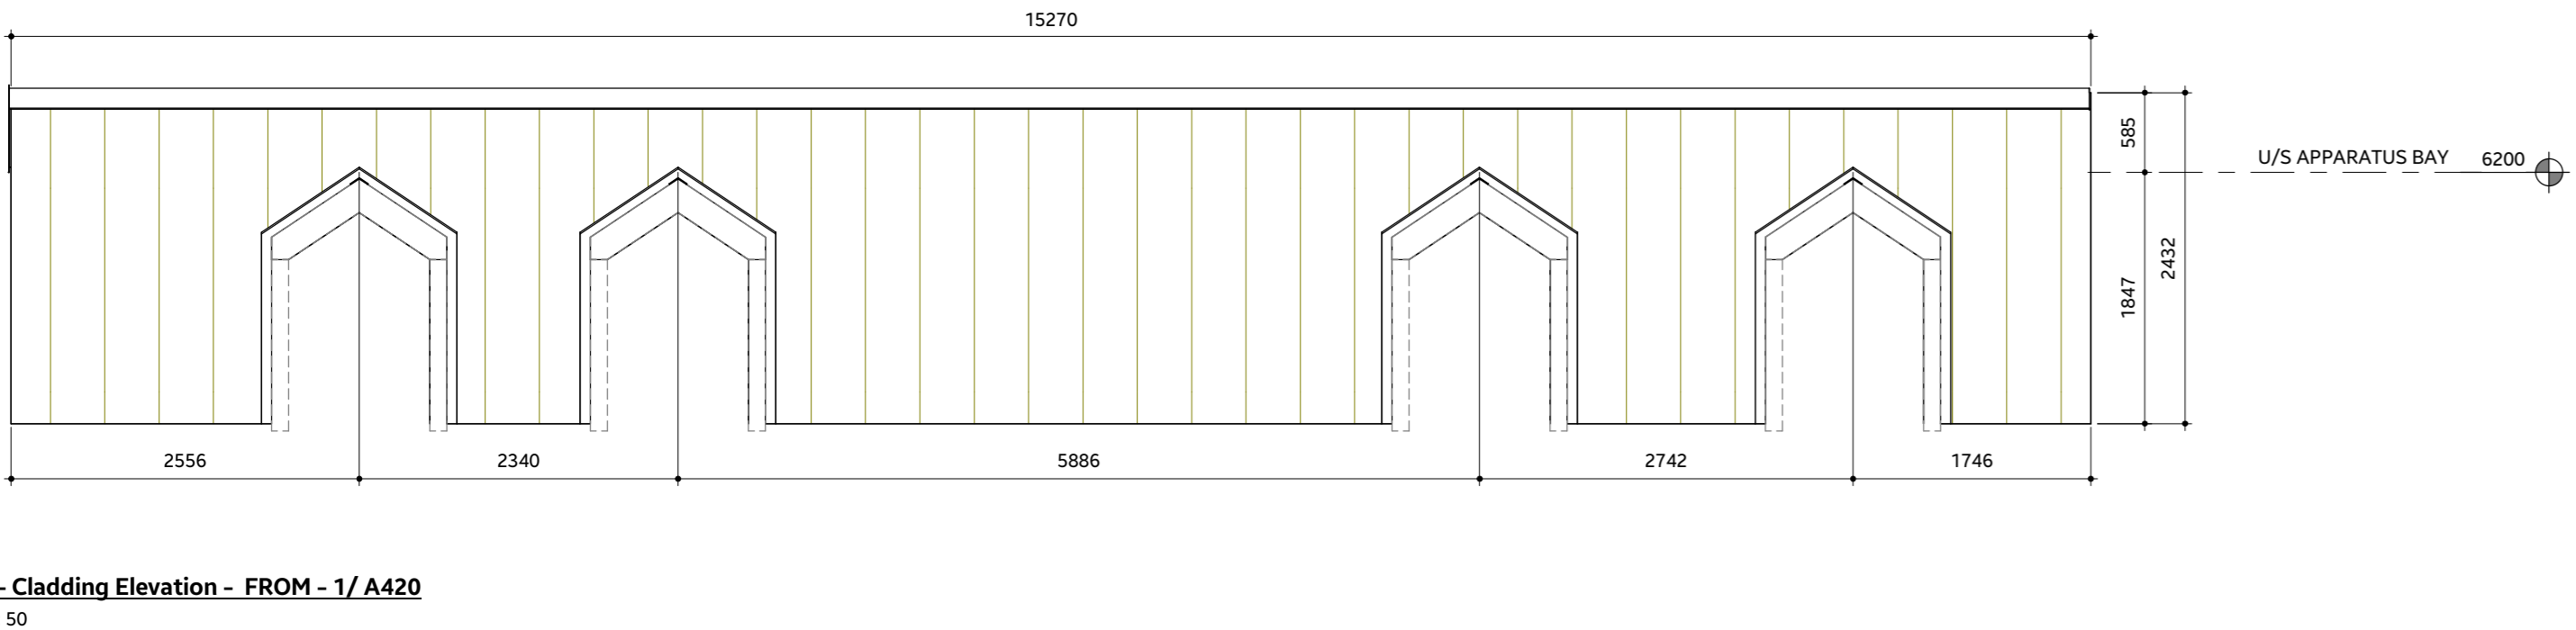 15270
585
U/S APPARATUS BAY 6200
2432
1847
2556 2340 5886 2742 1746
- Cladding Elevation - FROM - 1/ A420
50